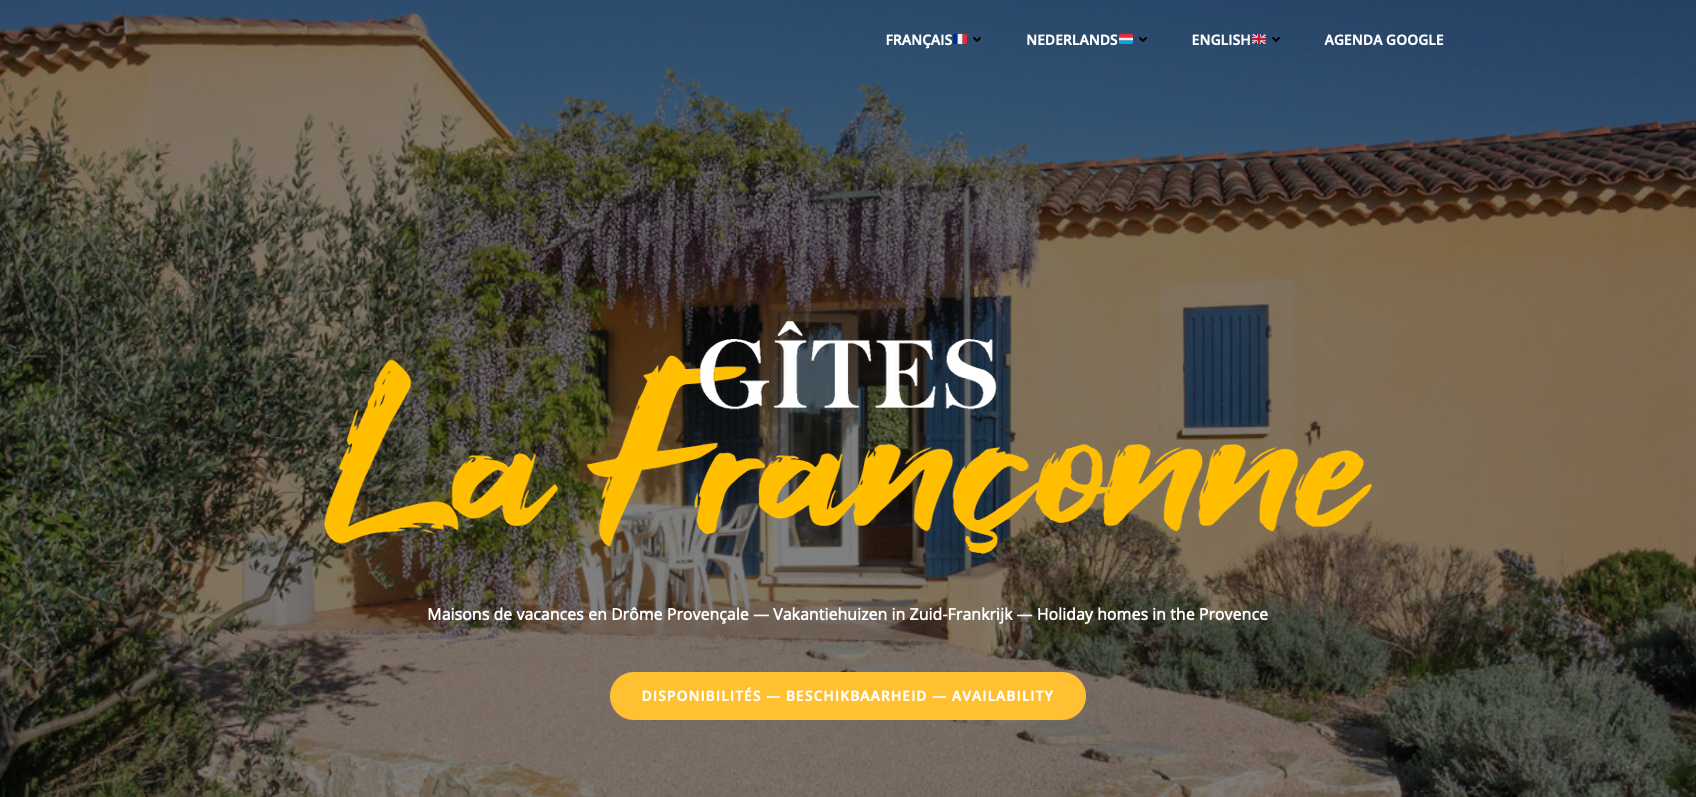 FRANÇAIS NEDERLANDS ENGLISH AGENDA GOOGLE
GÎTES
La Françonne
Maisons de vacances en Drôme Provençale — Vakantiehuizen in Zuid-Frankrijk — Holiday homes in the Provence
DISPONIBILITÉS — BESCHIKBAARHEID — AVAILABILITY